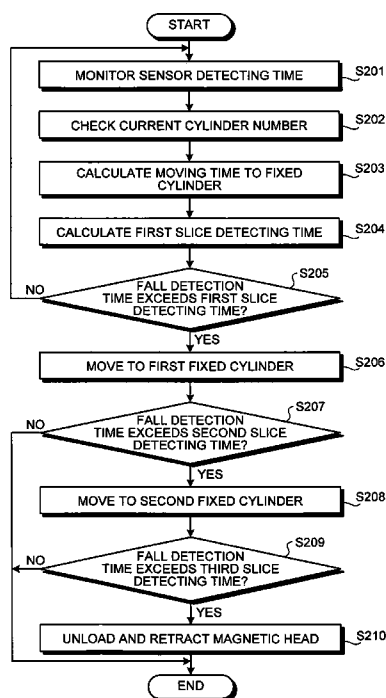 START
MONITOR SENSOR DETECTING TIME
S201
CHECK CURRENT CYLINDER NUMBER
S202
CALCULATE MOVING TIME TO FIXED
CYLINDER
S203
CALCULATE FIRST SLICE DETECTING TIME
S204
FALL DETECTION
TIME EXCEEDS FIRST SLICE
DETECTING TIME?
S205
NO
YES
MOVE TO FIRST FIXED CYLINDER
S206
FALL DETECTION
TIME EXCEEDS SECOND SLICE
DETECTING TIME?
S207
NO
YES
MOVE TO SECOND FIXED CYLINDER
S208
FALL DETECTION
TIME EXCEEDS THIRD SLICE
DETECTING TIME?
S209
NO
YES
UNLOAD AND RETRACT MAGNETIC HEAD
S210
END